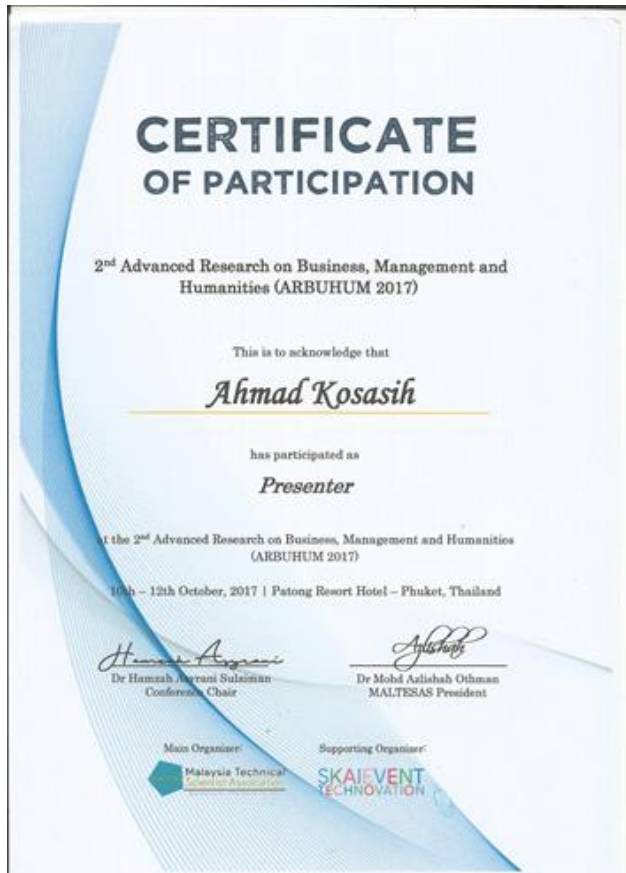 CERTIFICATE
OF PARTICIPATION
2nd Advanced Research on Business, Management and
Humanities (ARBUHUM 2017)
This is to acknowledge that
Ahmad Kosasih
has participated as
Presenter
at the 2nd Advanced Research on Business, Management and Humanities
(ARBUHUM 2017)
10th – 12th October, 2017 | Patong Resort Hotel – Phuket, Thailand
Dr Hamzah Asyrani Sulaiman
Conference Chair
Azlishah
Dr Mohd Azlishah Othman
MALTESAS President
Main Organizer:
Malaysia Technical
Scientist Association
Supporting Organizer:
SKAIEVENT
TECHNOVATION